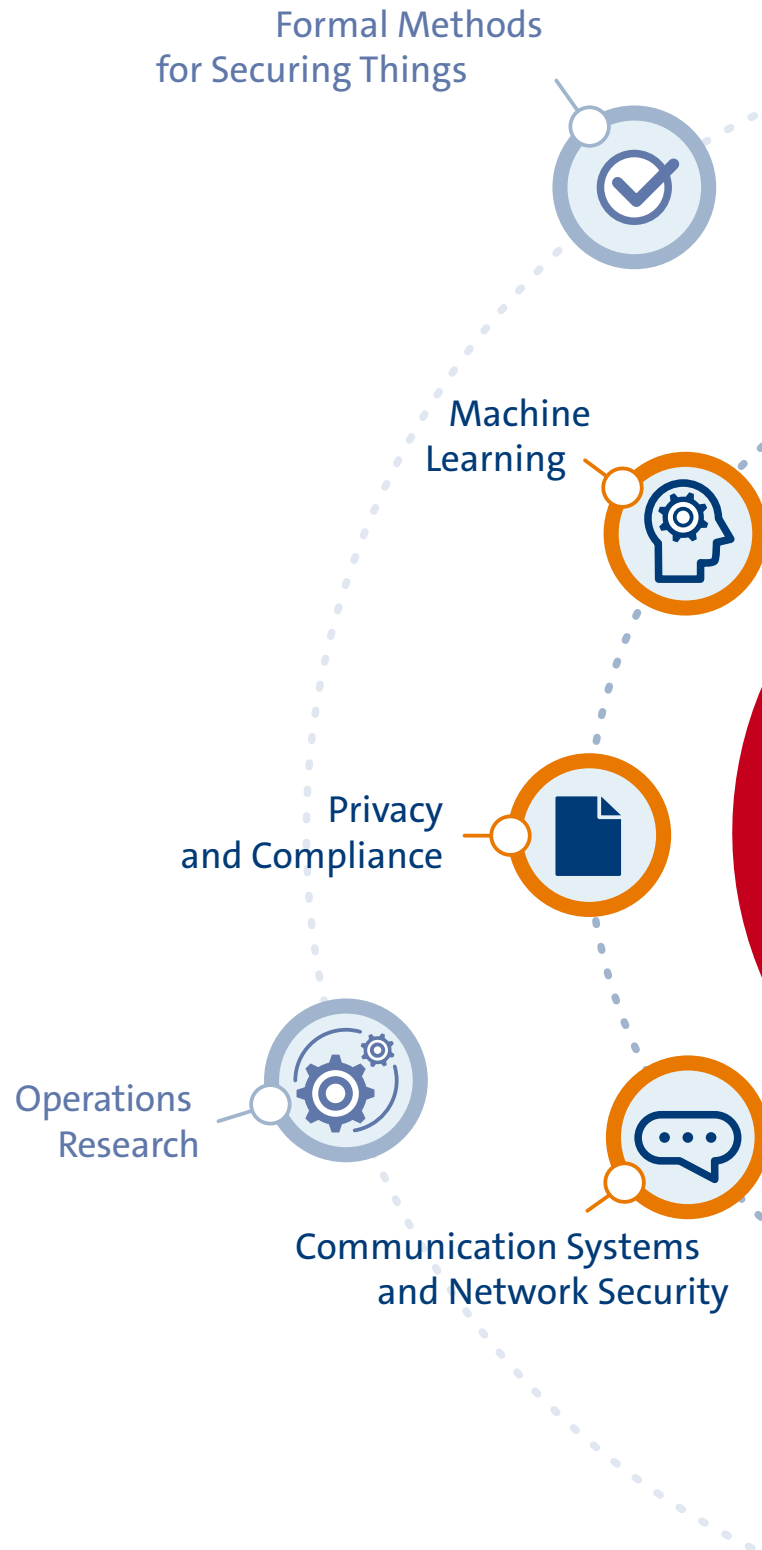 Formal Methods
for Securing Things
Machine
Learning
Privacy
and Compliance
Operations
Research
Communication Systems
and Network Security